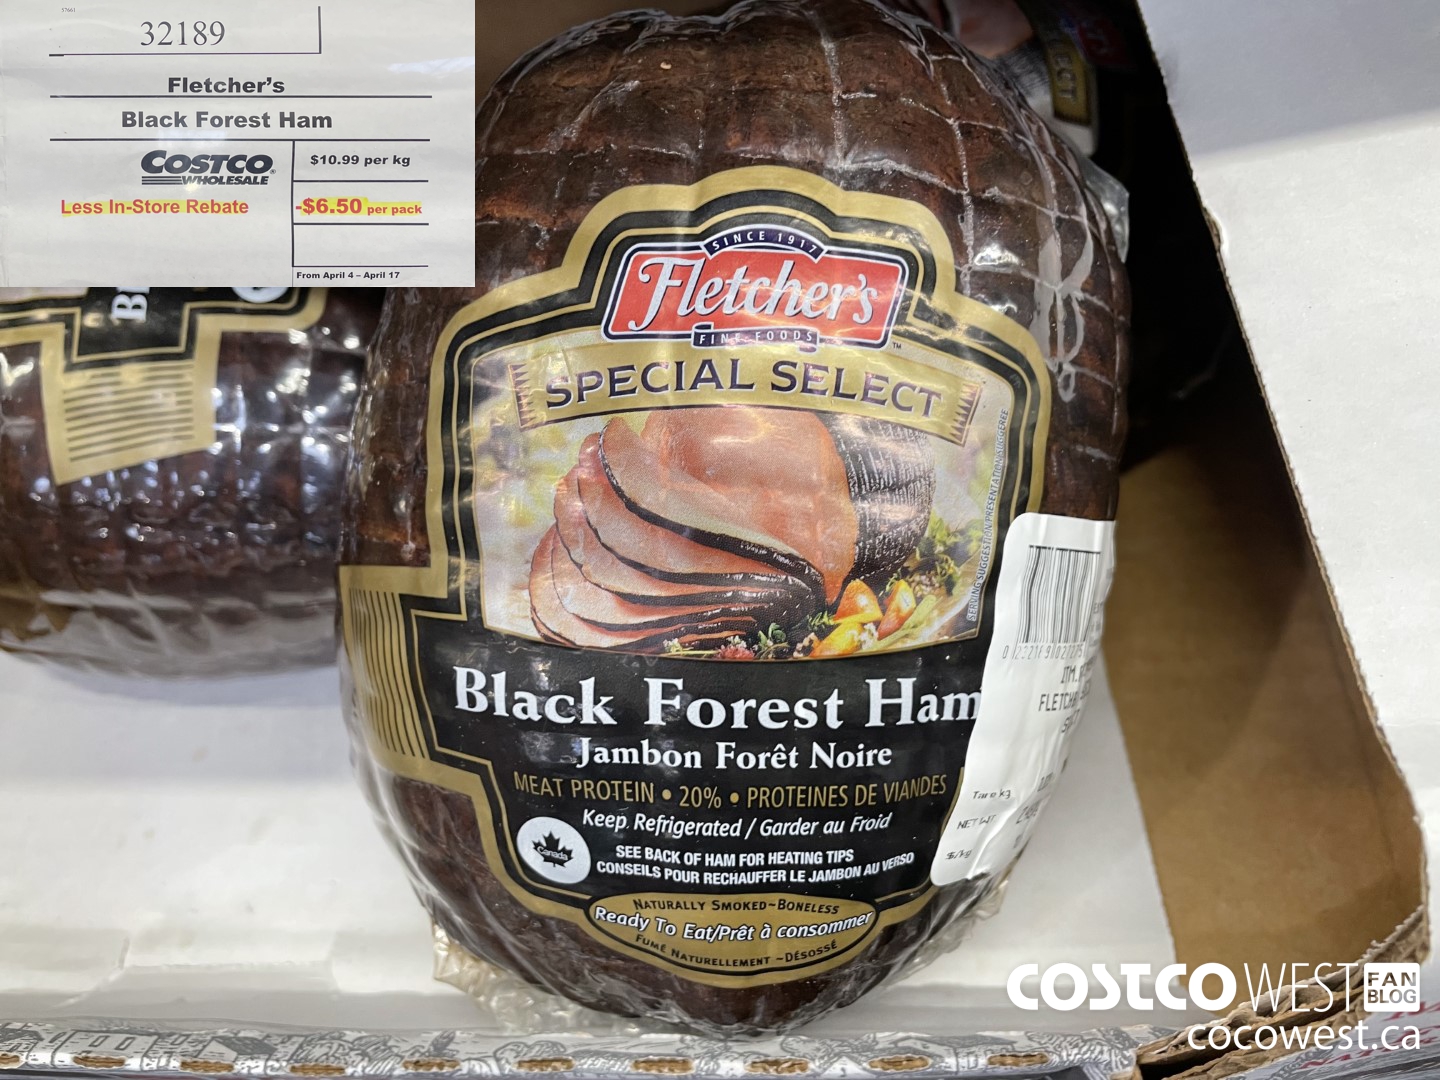 37661
32189
Fletcher's
Black Forest Ham
COSTCO
WHOLESALE
$10.99 per kg
Less In-Store Rebate
-$6.50 per pack
From April 4 – April 17
SINCE 1917
Fletcher's
FINE FOODS
TM
SPECIAL SELECT
SERVING SUGGESTION/PRESENTATION SUGGEREE
Black Forest Ham
Jambon Forêt Noire
MEAT PROTEIN • 20% • PROTEINES DE VIANDES
Keep Refrigerated / Garder au Froid
Canada
SEE BACK OF HAM FOR HEATING TIPS
CONSEILS POUR RECHAUFFER LE JAMBON AU VERSO
NATURALLY SMOKED~BONELESS
Ready To Eat/Prêt à consommer
FUMÉ NATURELLEMENT ~DÉSOSSÉ
Tare kg
NET WT.
$/kg
COSTCO WEST FAN BLOG
cocowest.ca